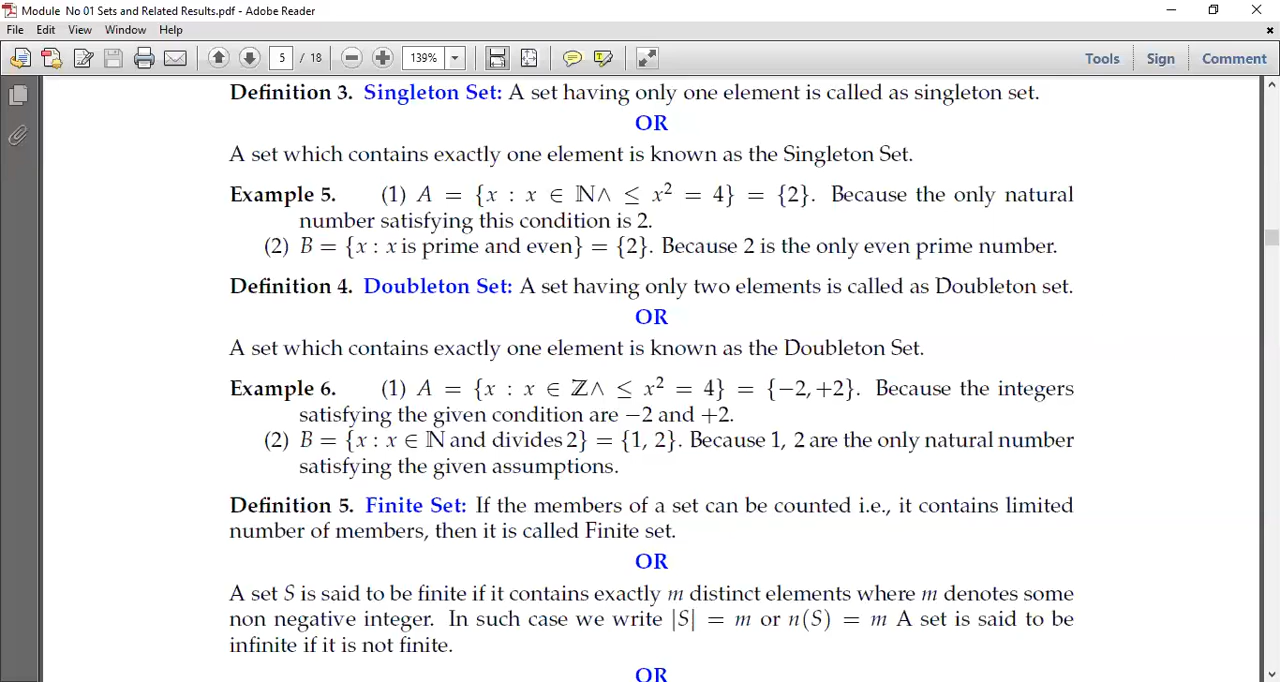 Module  No 01 Sets and Related Results.pdf - Adobe Reader
File Edit View Window Help
5 / 18 139% Tools Sign Comment
Definition 3. Singleton Set: A set having only one element is called as singleton set.
OR
A set which contains exactly one element is known as the Singleton Set.
Example 5. (1) A = {x : x ∈ ℕ∧ ≤ x² = 4} = {2}. Because the only natural
number satisfying this condition is 2.
(2) B = {x : x is prime and even} = {2}. Because 2 is the only even prime number.
Definition 4. Doubleton Set: A set having only two elements is called as Doubleton set.
OR
A set which contains exactly one element is known as the Doubleton Set.
Example 6. (1) A = {x : x ∈ ℤ∧ ≤ x² = 4} = {−2, +2}. Because the integers
satisfying the given condition are −2 and +2.
(2) B = {x : x ∈ ℕ and divides 2} = {1, 2}. Because 1, 2 are the only natural number
satisfying the given assumptions.
Definition 5. Finite Set: If the members of a set can be counted i.e., it contains limited
number of members, then it is called Finite set.
OR
A set S is said to be finite if it contains exactly m distinct elements where m denotes some
non negative integer. In such case we write |S| = m or n(S) = m A set is said to be
infinite if it is not finite.
OR